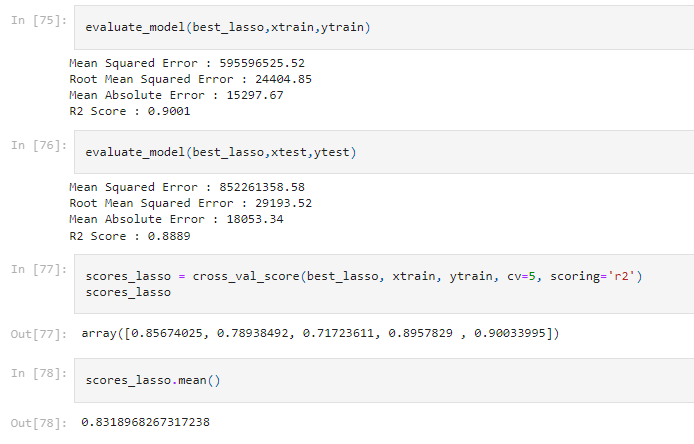 In [75]:
evaluate_model(best_lasso,xtrain,ytrain)
Mean Squared Error : 595596525.52
Root Mean Squared Error : 24404.85
Mean Absolute Error : 15297.67
R2 Score : 0.9001
In [76]:
evaluate_model(best_lasso,xtest,ytest)
Mean Squared Error : 852261358.58
Root Mean Squared Error : 29193.52
Mean Absolute Error : 18053.34
R2 Score : 0.8889
In [77]:
scores_lasso = cross_val_score(best_lasso, xtrain, ytrain, cv=5, scoring='r2')
scores_lasso
Out[77]: array([0.85674025, 0.78938492, 0.71723611, 0.8957829 , 0.90033995])
In [78]:
scores_lasso.mean()
Out[78]: 0.8318968267317238